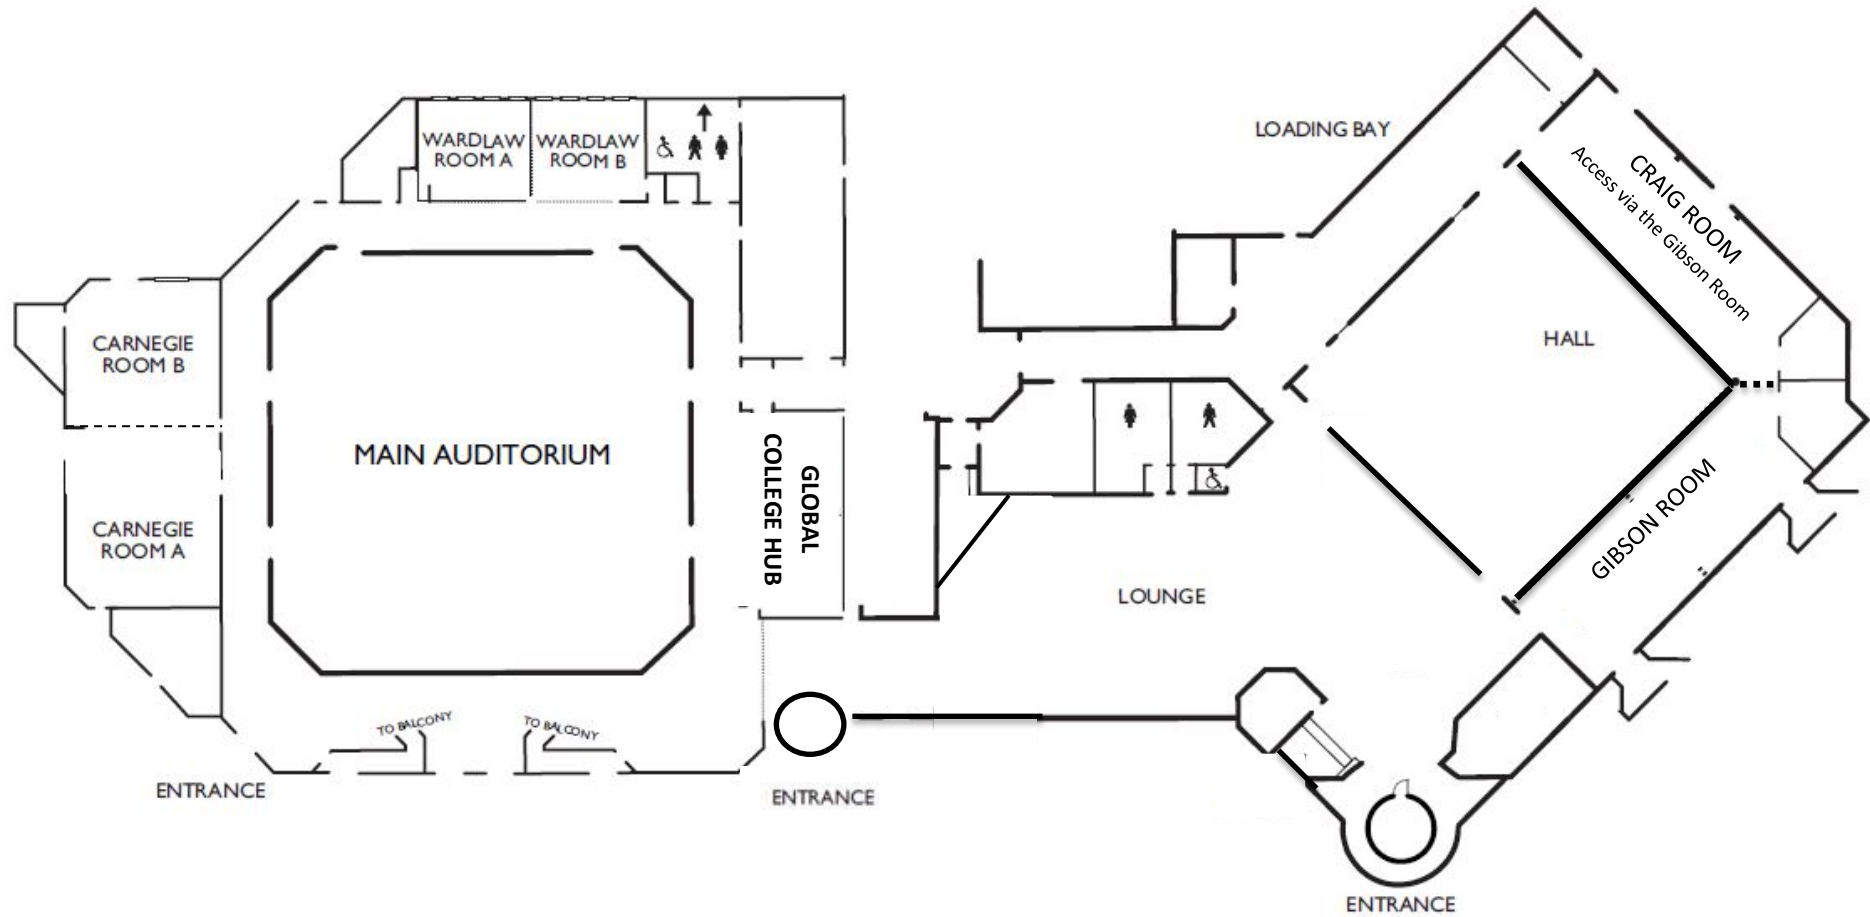 LOADING BAY
WARDLAW
ROOM A
WARDLAW
ROOM B
CRAIG ROOM
Access via the Gibson Room
CARNEGIE
ROOM B
HALL
MAIN AUDITORIUM
GLOBAL
COLLEGE HUB
CARNEGIE
ROOM A
GIBSON ROOM
LOUNGE
TO BALCONY
TO BALCONY
ENTRANCE
ENTRANCE
ENTRANCE